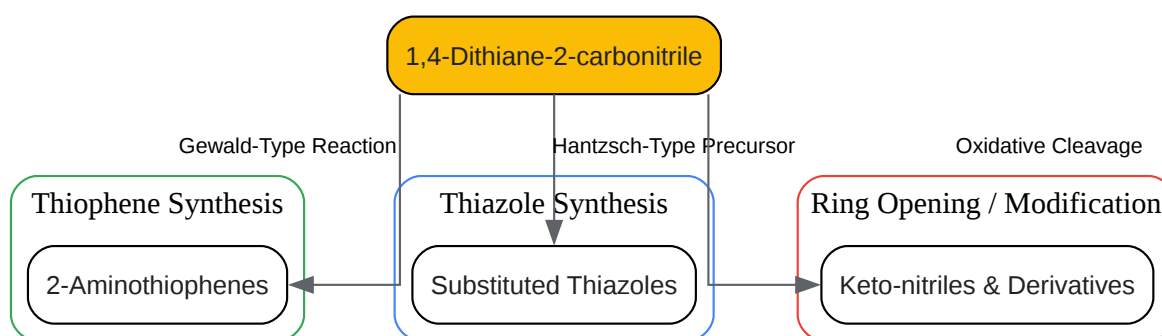 1,4-Dithiane-2-carbonitrile
Gewald-Type Reaction
Hantzsch-Type Precursor
Oxidative Cleavage
Thiophene Synthesis
Thiazole Synthesis
Ring Opening / Modification
2-Aminothiophenes
Substituted Thiazoles
Keto-nitriles & Derivatives